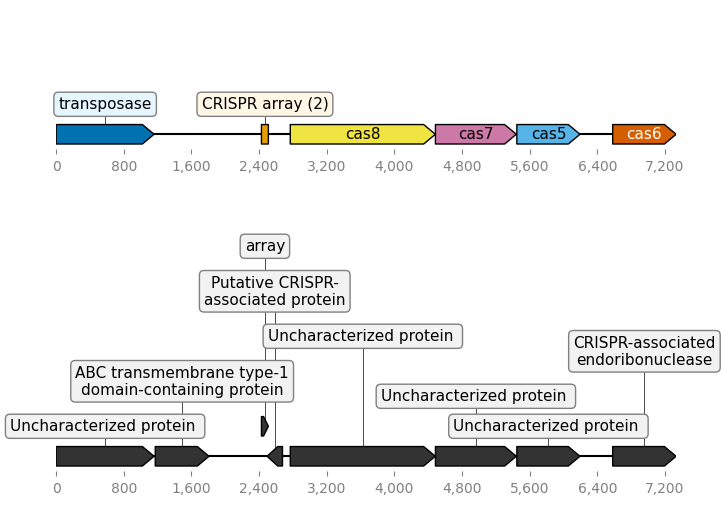 transposase CRISPR array (2)
cas8 cas7 cas5 cas6
0 800 1,600 2,400 3,200 4,000 4,800 5,600 6,400 7,200
array
Putative CRISPR-
associated protein
Uncharacterized protein
CRISPR-associated
endoribonuclease
ABC transmembrane type-1
domain-containing protein
Uncharacterized protein
Uncharacterized protein Uncharacterized protein
0 800 1,600 2,400 3,200 4,000 4,800 5,600 6,400 7,200